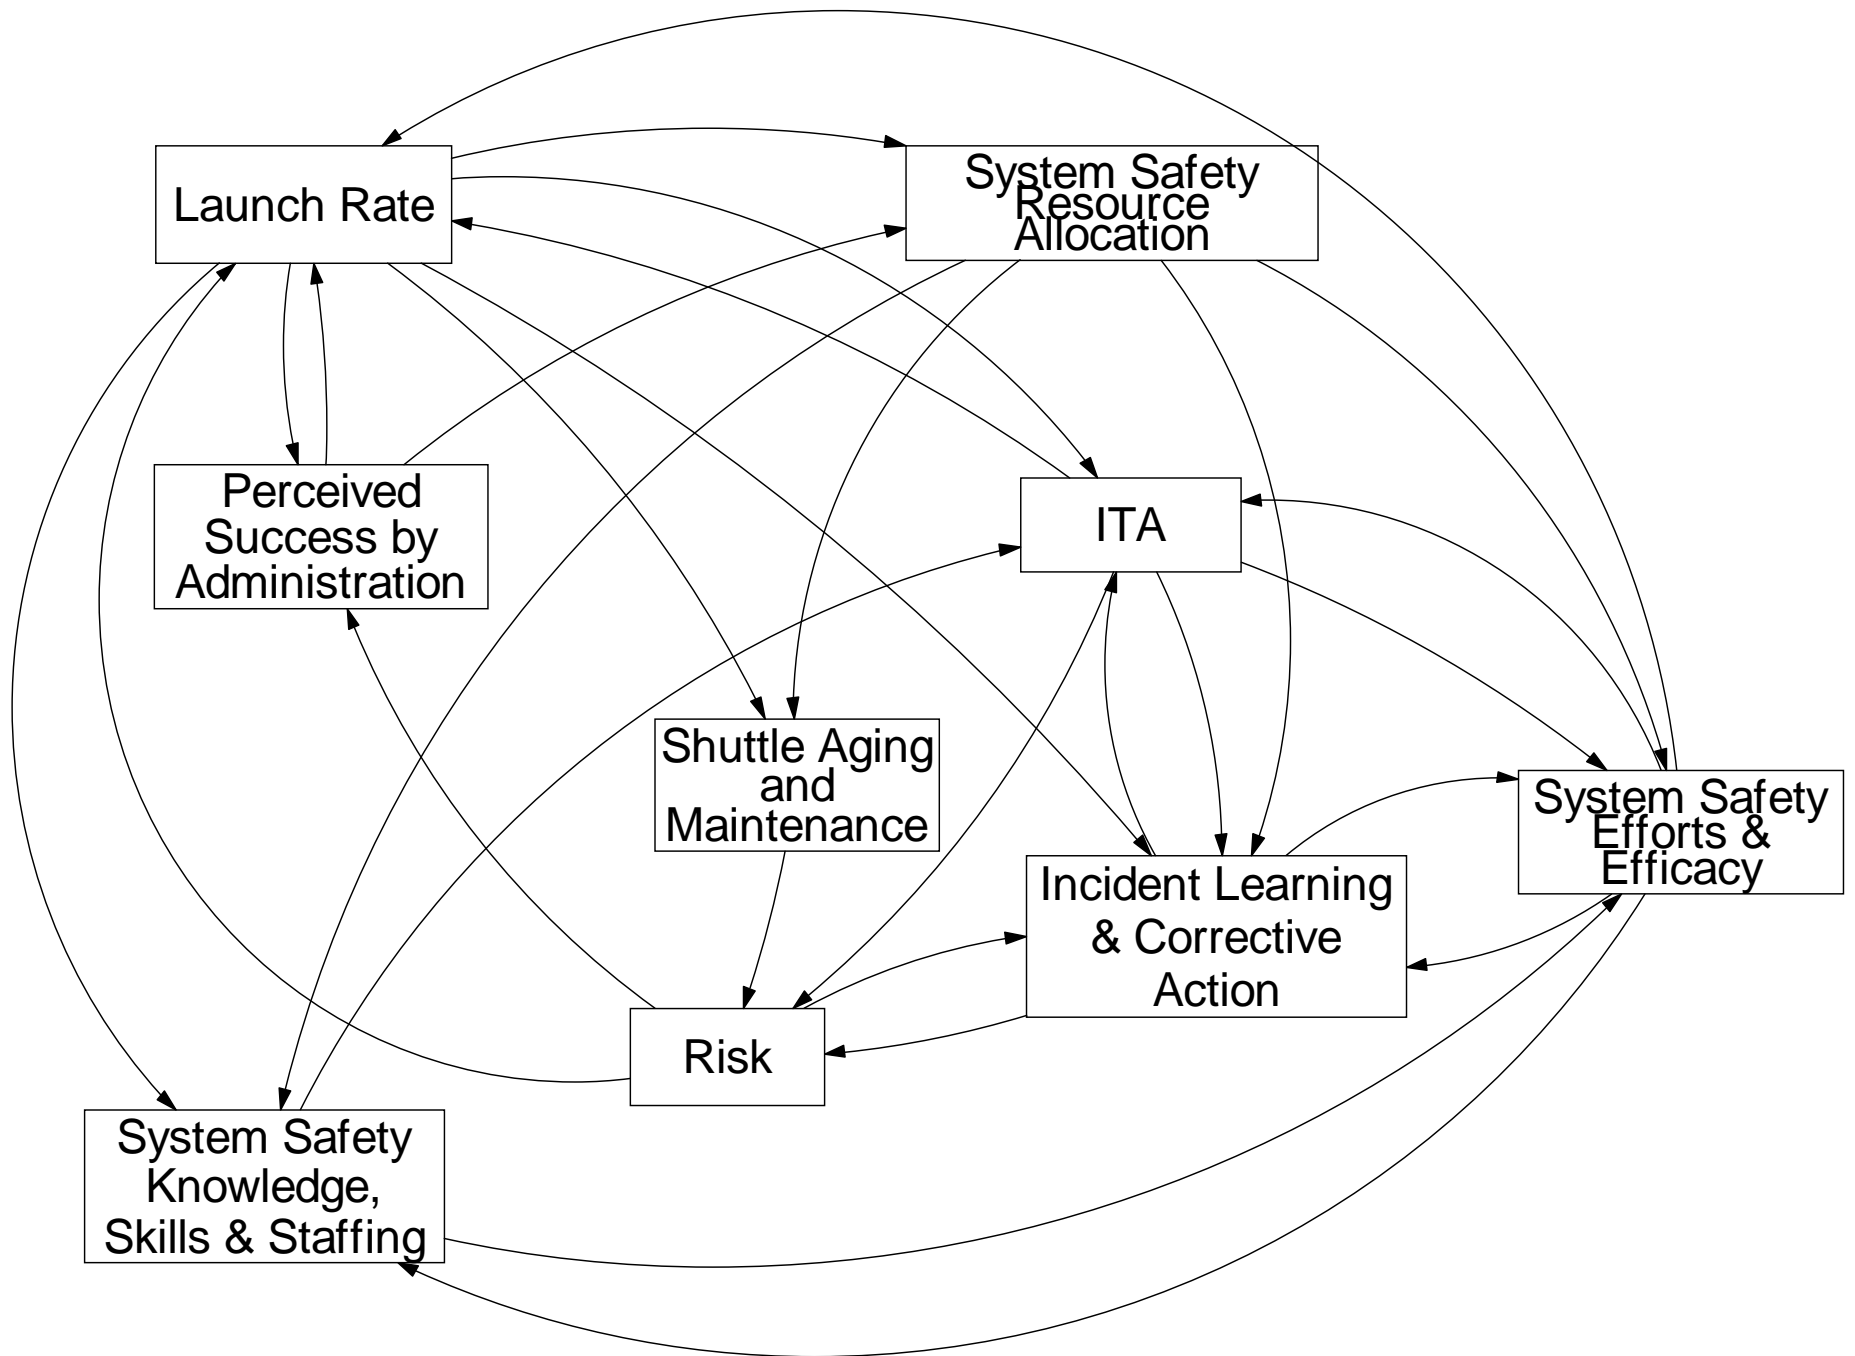 Launch Rate
System Safety
Resource
Allocation
Perceived
Success by
Administration
ITA
Shuttle Aging
and
Maintenance
System Safety
Efforts &
Efficacy
Incident Learning
& Corrective
Action
Risk
System Safety
Knowledge,
Skills & Staffing